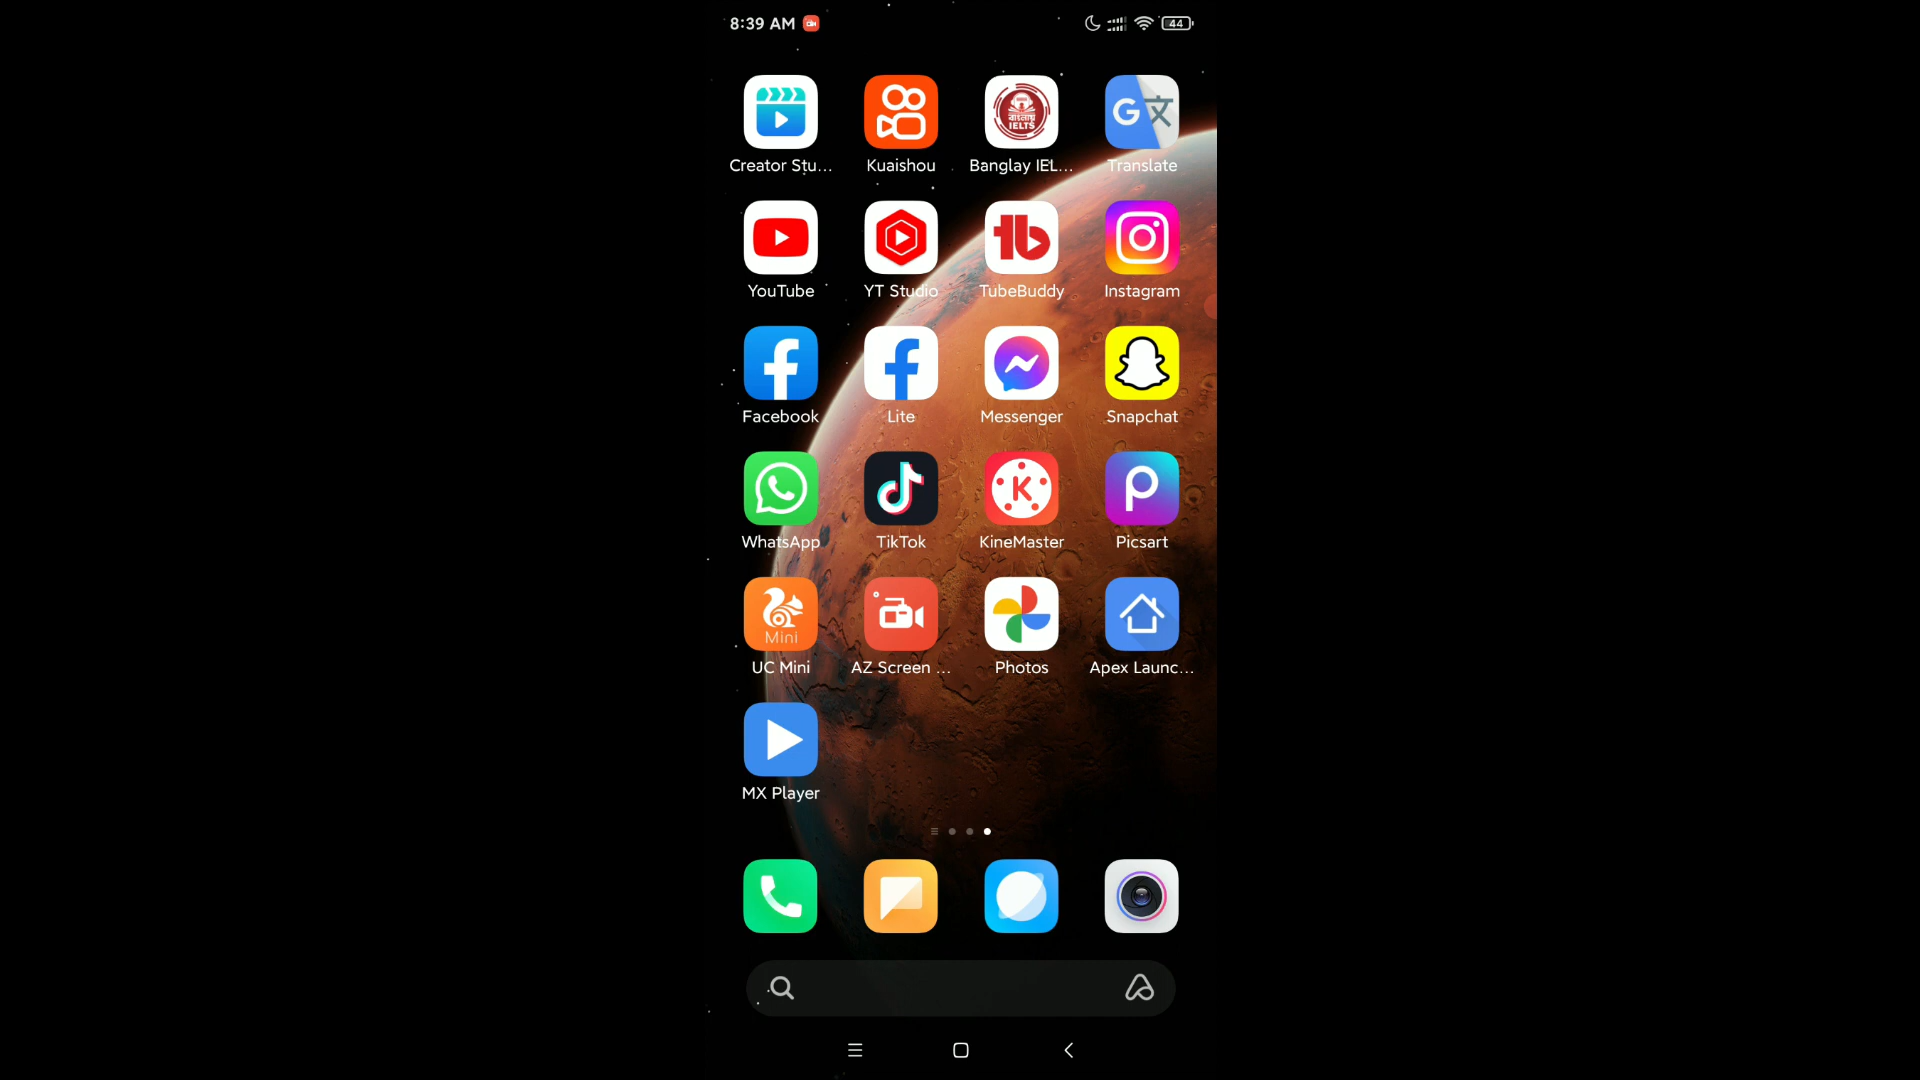 8:39 AM 44
Creator Stu... Kuaishou Banglay IEL... Translate
বাংলায়
IELTS
YouTube YT Studio TubeBuddy Instagram
Facebook Lite Messenger Snapchat
WhatsApp TikTok KineMaster Picsart
Mini
UC Mini AZ Screen ... Photos Apex Launc...
MX Player